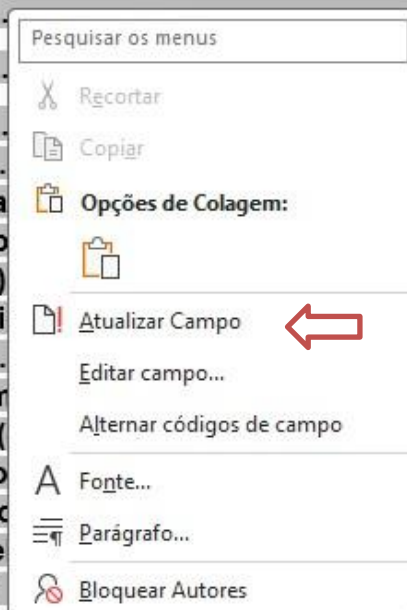 Pesquisar os menus
Recortar
Copiar
Opções de Colagem:
Atualizar Campo
Editar campo...
Alternar códigos de campo
Fonte...
Parágrafo...
Bloquear Autores